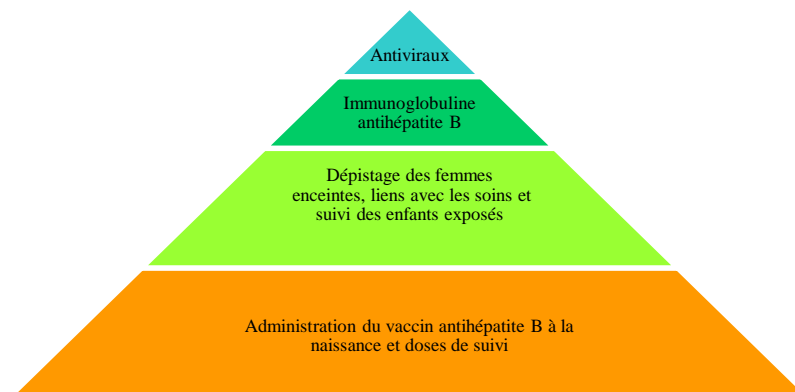 Antiviraux
Immunoglobuline
antihépatite B
Dépistage des femmes
enceintes, liens avec les soins et
suivi des enfants exposés
Administration du vaccin antihépatite B à la
naissance et doses de suivi